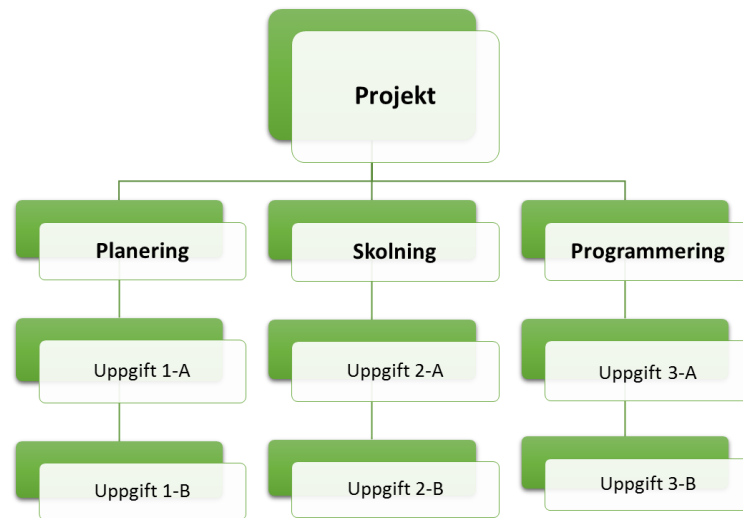 Projekt
Planering
Skolning
Programmering
Uppgift 1-A
Uppgift 2-A
Uppgift 3-A
Uppgift 1-B
Uppgift 2-B
Uppgift 3-B